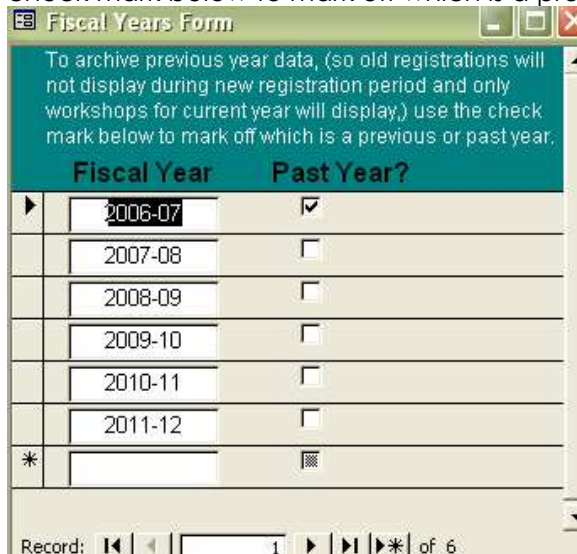 Fiscal Years Form
To archive previous year data, (so old registrations will
not display during new registration period and only
workshops for current year will display,) use the check
mark below to mark off which is a previous or past year.
Fiscal Year Past Year?
2006-07
2007-08
2008-09
2009-10
2010-11
2011-12
Record: 1 of 6